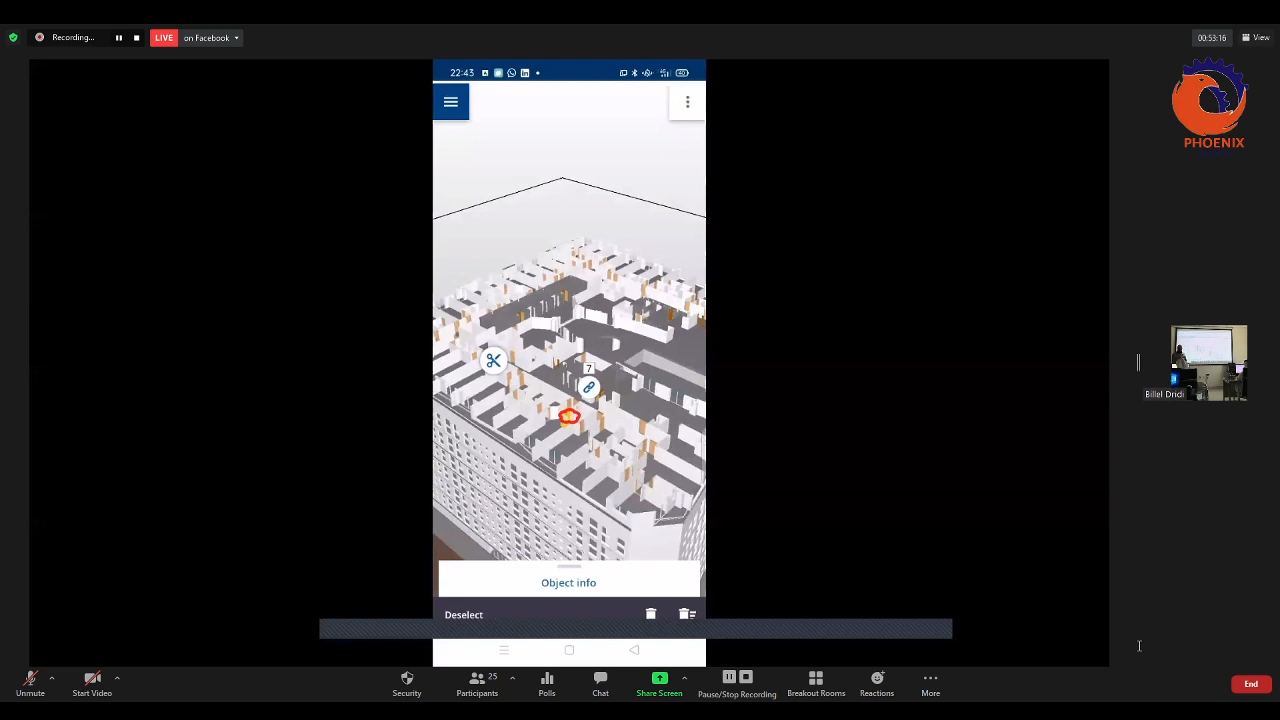 Recording...
LIVE
on Facebook
00:53:16
View
22:43
PHOENIX
7
Billel Dridi
Object info
Deselect
Unmute
Start Video
Security
Participants
25
Polls
Chat
Share Screen
Pause/Stop Recording
Breakout Rooms
Reactions
More
End